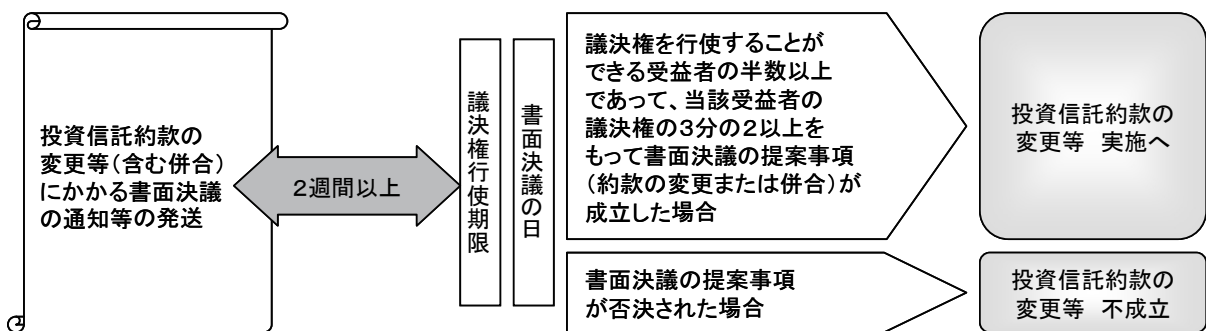 投資信託約款の
変更等(含む併合)
にかかる書面決議
の通知等の発送
２週間以上
議決権行使期限
書面決議の日
議決権を行使することが
できる受益者の半数以上
であって、当該受益者の
議決権の３分の２以上を
もって書面決議の提案事項
(約款の変更または併合)が
成立した場合
投資信託約款の
変更等　実施へ
書面決議の提案事項
が否決された場合
投資信託約款の
変更等　不成立